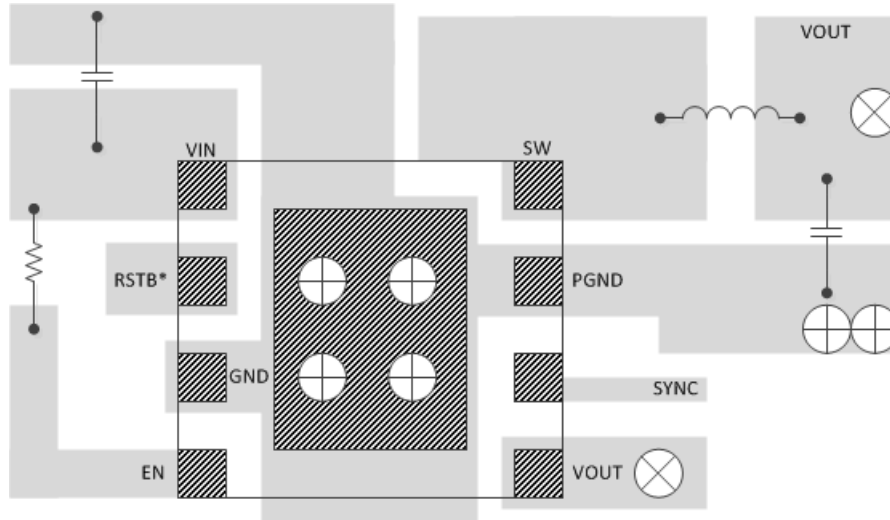 VOUT
VIN
SW
RSTB*
PGND
GND
SYNC
EN
VOUT